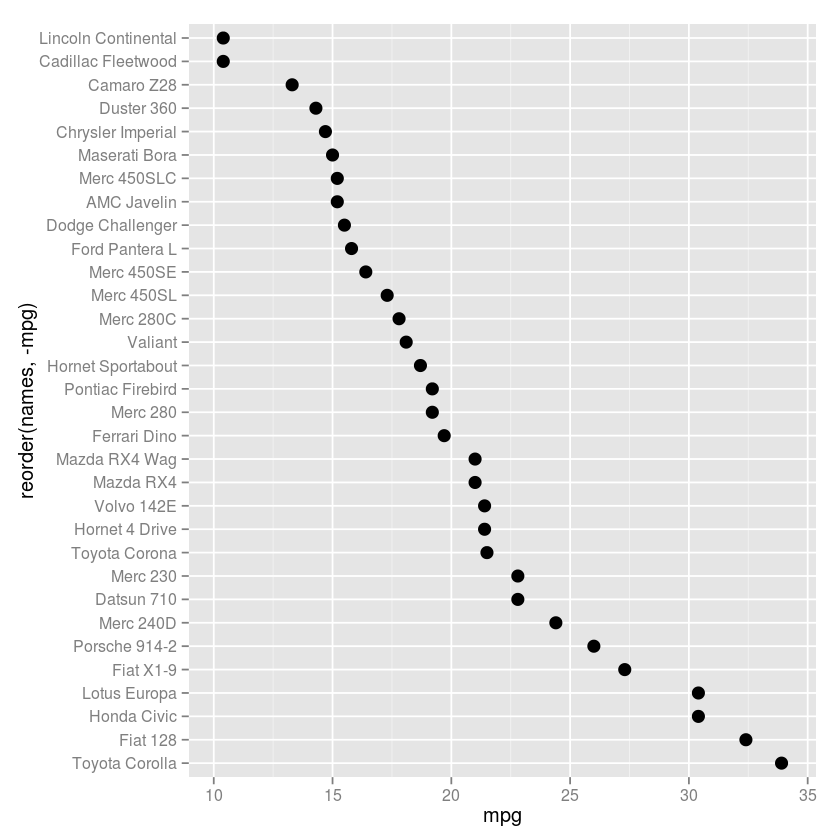 Lincoln Continental
Cadillac Fleetwood
Camaro Z28
Duster 360
Chrysler Imperial
Maserati Bora
Merc 450SLC
AMC Javelin
Dodge Challenger
Ford Pantera L
Merc 450SE
Merc 450SL
Merc 280C
Valiant
Hornet Sportabout
Pontiac Firebird
Merc 280
Ferrari Dino
Mazda RX4 Wag
Mazda RX4
Volvo 142E
Hornet 4 Drive
Toyota Corona
Merc 230
Datsun 710
Merc 240D
Porsche 914-2
Fiat X1-9
Lotus Europa
Honda Civic
Fiat 128
Toyota Corolla
reorder(names, -mpg)
10 15 20 25 30 35
mpg